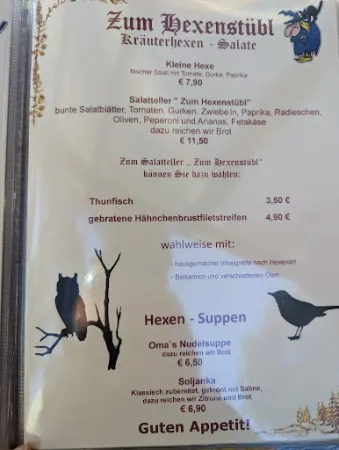 Zum Hexenstübl
Kräuterhexen - Salate
Kleine Hexe
frischer Salat mit Tomate, Gurke, Paprika
€ 7,90
Salatteller " Zum Hexenstübl"
bunte Salatblätter, Tomaten, Gurken, Zwiebeln, Paprika, Radieschen,
Oliven, Peperoni und Ananas, Fetakäse
dazu reichen wir Brot
€ 11,50
Zum Salatteller „ Zum Hexenstübl"
können Sie dazu wählen:
Thunfisch 3,50 €
gebratene Hähnchenbrustfiletstreifen 4,90 €
wahlweise mit:
- hausgemachte Vinaigrette nach Hexenart
- Balsamico und verschiedenen Ölen
Hexen - Suppen
Oma´s Nudelsuppe
dazu reichen wir Brot
€ 6,50
Soljanka
Klassisch zubereitet, gekrönt mit Sahne,
dazu reichen wir Zitrone und Brot
€ 6,90
Guten Appetit!